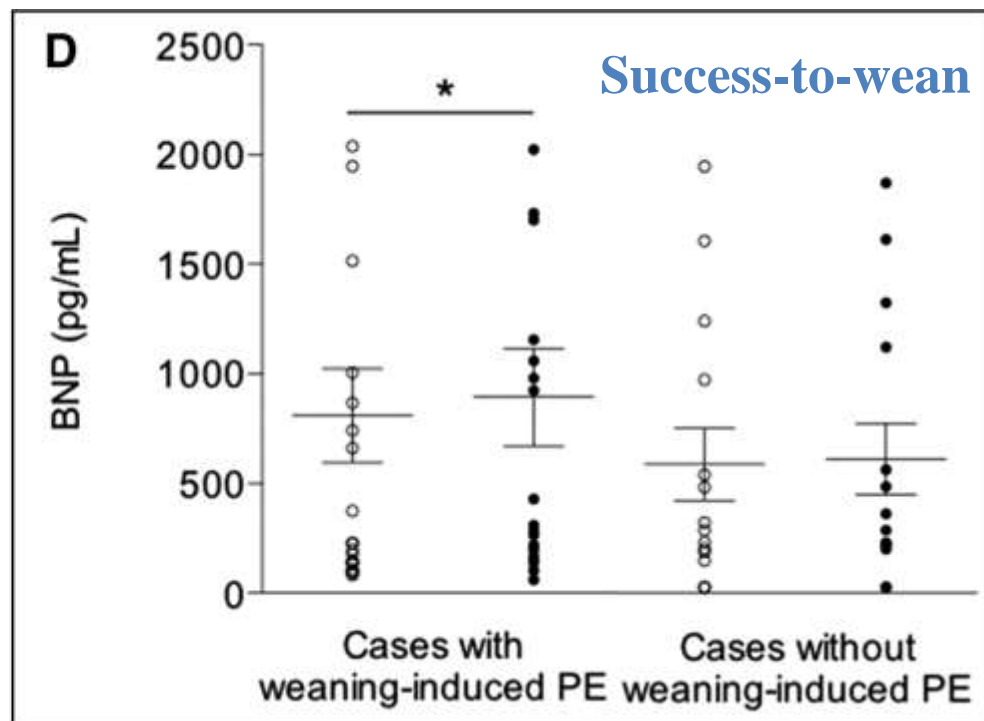 D
Success-to-wean
*
BNP (pg/mL)
2500
2000
1500
1000
500
0
Cases with
weaning-induced PE
Cases without
weaning-induced PE